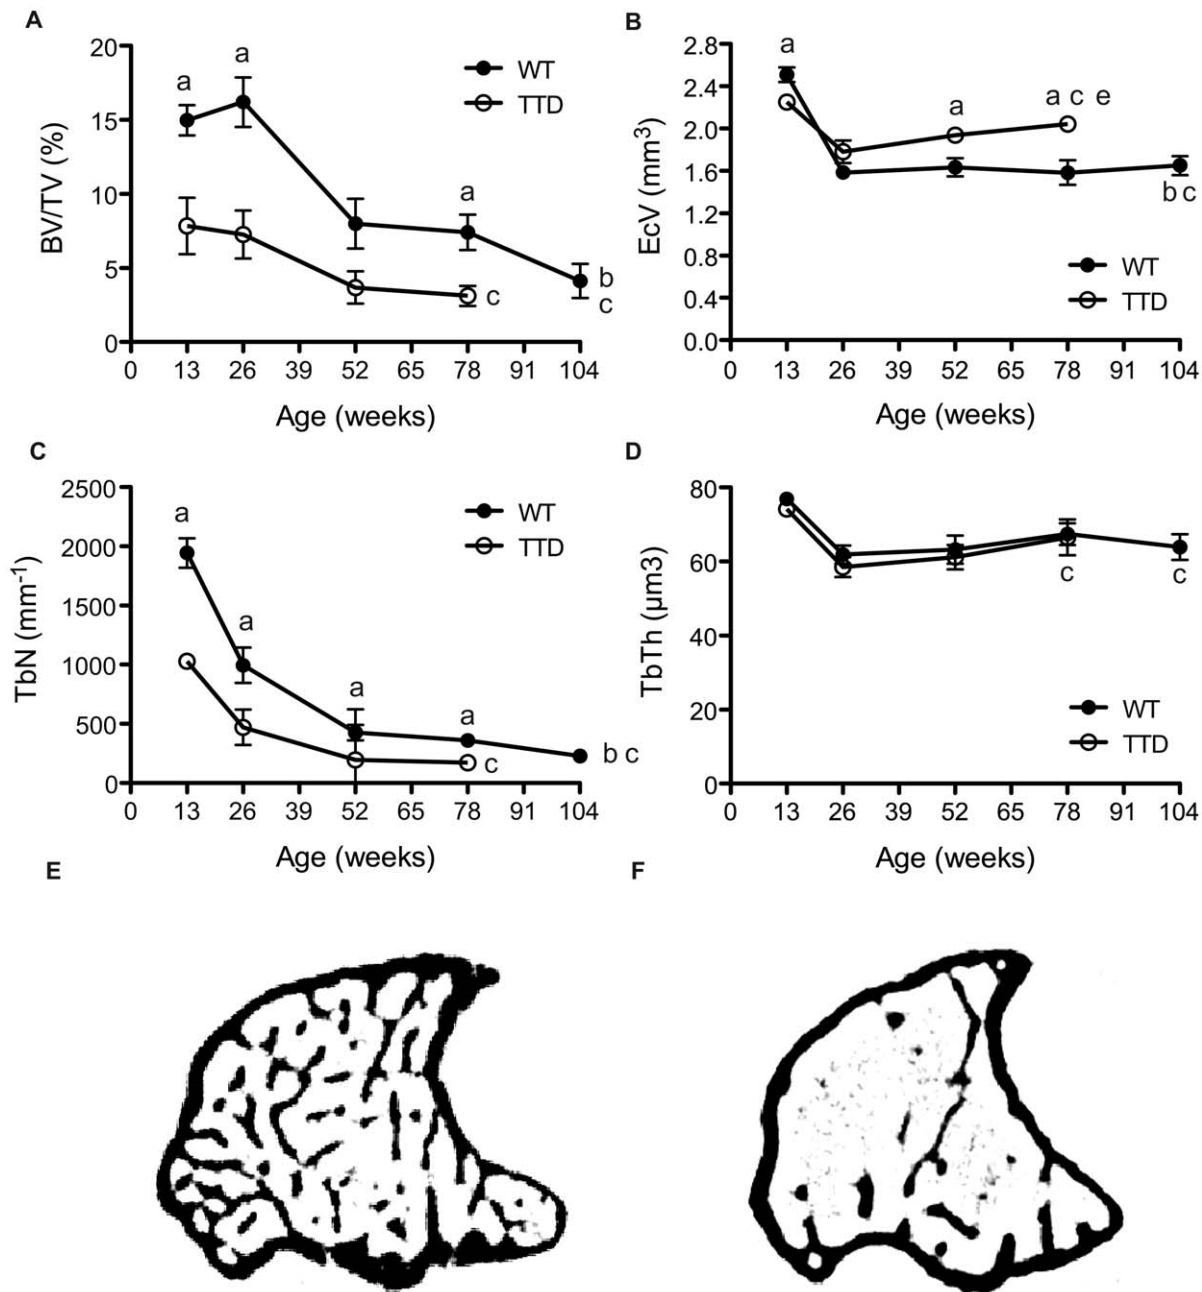 A
20
15
10
5
0
BV/TV (%)
a
a
a
c
b
c
WT
TTD
0 13 26 39 52 65 78 91 104
Age (weeks)
B
2.8
2.4
2.0
1.6
1.2
0.8
0.4
0.0
EcV (mm³)
a
a
a c e
b c
WT
TTD
0 13 26 39 52 65 78 91 104
Age (weeks)
C
2500
2000
1500
1000
500
0
TbN (mm⁻¹)
a
a
a
a
c
b c
WT
TTD
0 13 26 39 52 65 78 91 104
Age (weeks)
D
80
60
40
20
0
TbTh (µm3)
c
c
WT
TTD
0 13 26 39 52 65 78 91 104
Age (weeks)
E
F